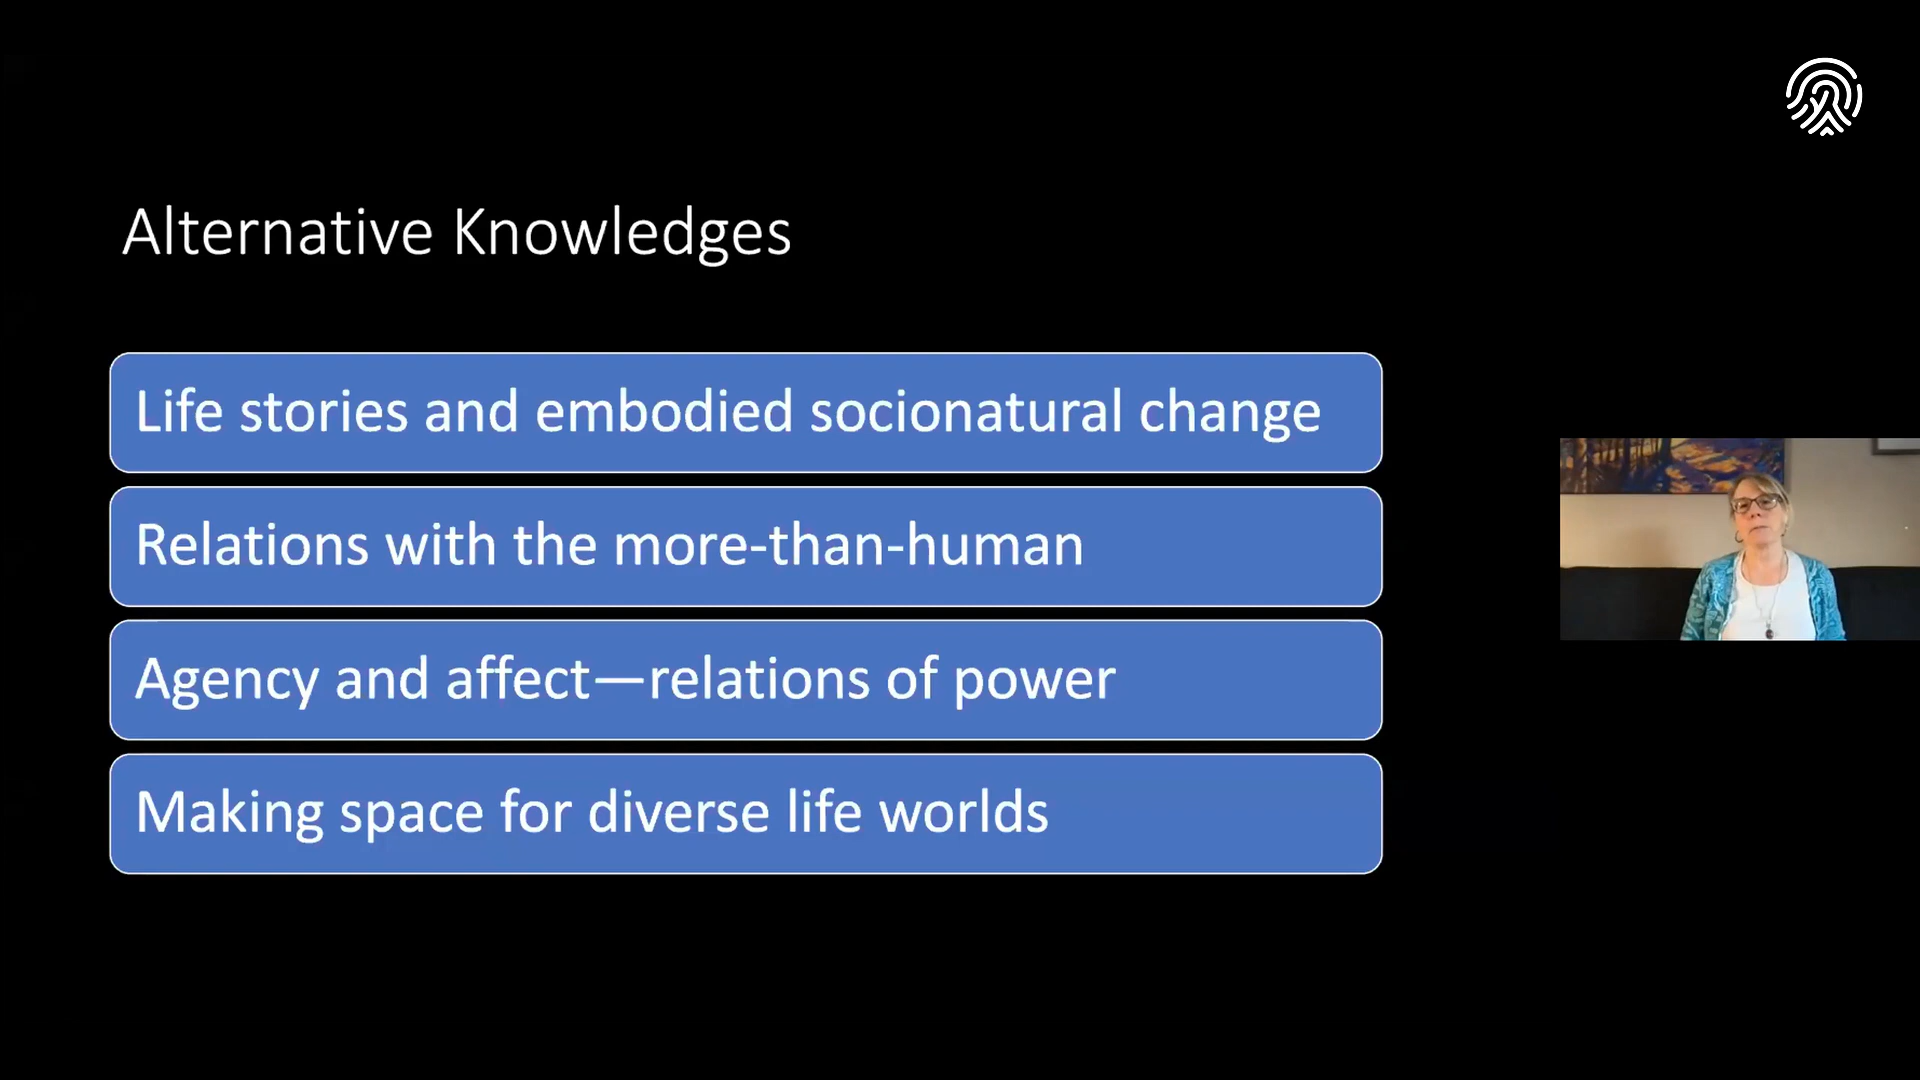 Alternative Knowledges
Life stories and embodied socionatural change
Relations with the more-than-human
Agency and affect—relations of power
Making space for diverse life worlds